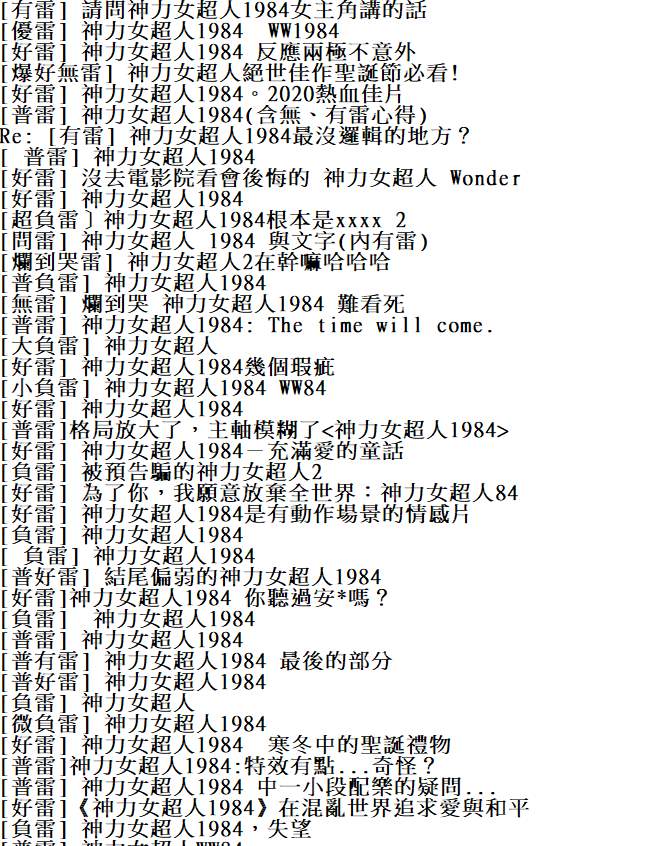 [有雷] 請問神力女超人1984女主角講的話
[優雷] 神力女超人1984  WW1984
[好雷] 神力女超人1984 反應兩極不意外
[爆好無雷] 神力女超人絕世佳作聖誕節必看!
[好雷] 神力女超人1984。2020熱血佳片
[普雷] 神力女超人1984(含無、有雷心得)
Re: [有雷] 神力女超人1984最沒邏輯的地方？
[ 普雷] 神力女超人1984
[好雷] 沒去電影院看會後悔的 神力女超人 Wonder
[好雷] 神力女超人1984
[超負雷〕神力女超人1984根本是xxxx 2
[問雷] 神力女超人 1984 與文字(內有雷)
[爛到哭雷] 神力女超人2在幹嘛哈哈哈
[普負雷] 神力女超人1984
[無雷] 爛到哭 神力女超人1984 難看死
[普雷] 神力女超人1984: The time will come.
[大負雷] 神力女超人
[好雷] 神力女超人1984幾個瑕疵
[小負雷] 神力女超人1984 WW84
[好雷] 神力女超人1984
[普雷]格局放大了，主軸模糊了<神力女超人1984>
[好雷] 神力女超人1984－充滿愛的童話
[負雷] 被預告騙的神力女超人2
[好雷] 為了你，我願意放棄全世界：神力女超人84
[好雷] 神力女超人1984是有動作場景的情感片
[負雷] 神力女超人1984
[ 負雷] 神力女超人1984
[普好雷] 結尾偏弱的神力女超人1984
[好雷]神力女超人1984 你聽過安*嗎？
[負雷]  神力女超人1984
[普雷] 神力女超人1984
[普有雷] 神力女超人1984 最後的部分
[普好雷] 神力女超人1984
[負雷] 神力女超人
[微負雷] 神力女超人1984
[好雷] 神力女超人1984  寒冬中的聖誕禮物
[普雷]神力女超人1984:特效有點...奇怪？
[普雷] 神力女超人1984 中一小段配樂的疑問...
[好雷]《神力女超人1984》在混亂世界追求愛與和平
[負雷] 神力女超人1984，失望